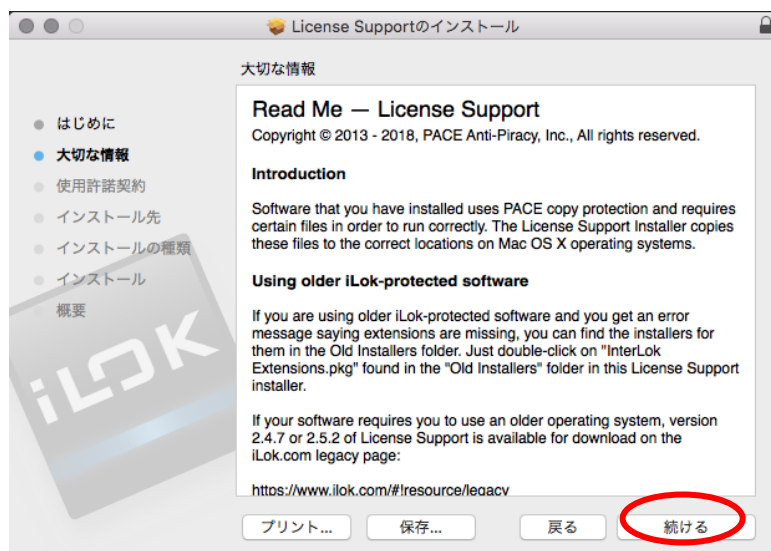 License Supportのインストール
大切な情報
はじめに
大切な情報
使用許諾契約
インストール先
インストールの種類
インストール
概要
iLOK
Read Me — License Support
Copyright © 2013 - 2018, PACE Anti-Piracy, Inc., All rights reserved.
Introduction
Software that you have installed uses PACE copy protection and requires
certain files in order to run correctly. The License Support Installer copies
these files to the correct locations on Mac OS X operating systems.
Using older iLok-protected software
If you are using older iLok-protected software and you get an error
message saying extensions are missing, you can find the installers for
them in the Old Installers folder. Just double-click on "InterLok
Extensions.pkg" found in the "Old Installers" folder in this License Support
installer.
If your software requires you to use an older operating system, version
2.4.7 or 2.5.2 of License Support is available for download on the
iLok.com legacy page:
https://www.ilok.com/#!resource/legacy
プリント...
保存...
戻る
続ける